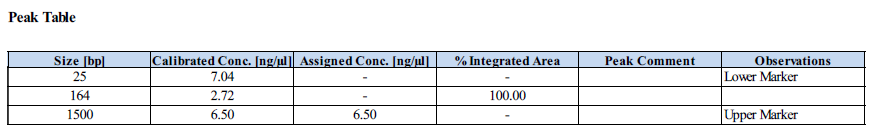 Peak Table
Size [bp] Calibrated Conc. [ng/µl] Assigned Conc. [ng/µl] % Integrated Area Peak Comment Observations
25 7.04 - - Lower Marker
164 2.72 - 100.00
1500 6.50 6.50 - Upper Marker